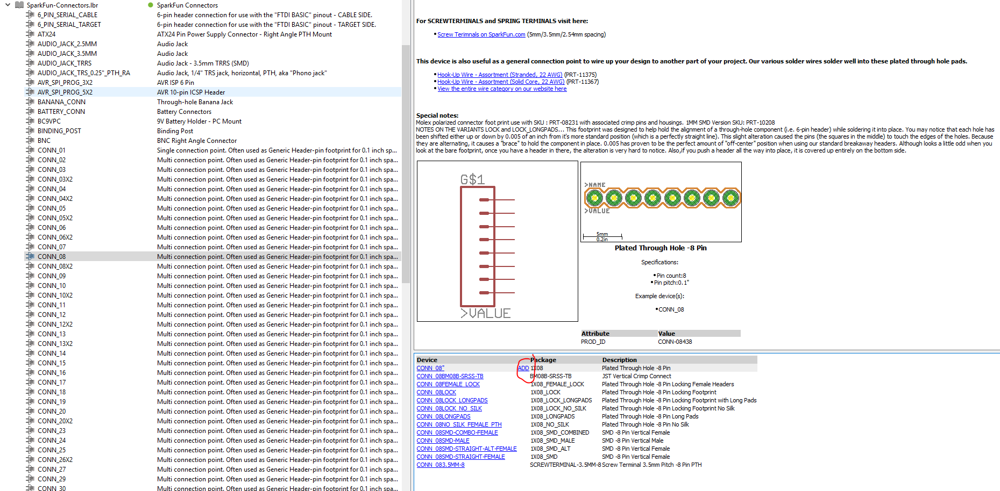 SparkFun-Connectors.lbr SparkFun Connectors
6_PIN_SERIAL_CABLE 6-pin header connection for use with the "FTDI BASIC" pinout - CABLE SIDE.
6_PIN_SERIAL_TARGET 6-pin header connection for use with the "FTDI BASIC" pinout - TARGET SIDE.
ATX24 ATX24 Pin Power Supply Connector - Right Angle PTH Mount
AUDIO_JACK_2.5MM Audio Jack
AUDIO_JACK_3.5MM Audio Jack
AUDIO_JACK_TRRS Audio Jack - 3.5mm TRRS (SMD)
AUDIO_JACK_TRS_0.25"_PTH_RA Audio Jack, 1/4" TRS jack, horizontal, PTH, aka "Phono jack"
AVR_SPI_PROG_3X2 AVR ISP 6 Pin
AVR_SPI_PROG_5X2 AVR 10-pin ICSP Header
BANANA_CONN Through-hole Banana Jack
BATTERY_CONN Battery Connectors
BC9VPC 9V Battery Holder - PC Mount
BINDING_POST Binding Post
BNC BNC Right Angle Connector
CONN_01 Single connection point. Often used as Generic Header-pin footprint for 0.1 inch sp...
CONN_02 Multi connection point. Often used as Generic Header-pin footprint for 0.1 inch spa...
CONN_03 Multi connection point. Often used as Generic Header-pin footprint for 0.1 inch spa...
CONN_03X2 Multi connection point. Often used as Generic Header-pin footprint for 0.1 inch spa...
CONN_04 Multi connection point. Often used as Generic Header-pin footprint for 0.1 inch spa...
CONN_04X2 Multi connection point. Often used as Generic Header-pin footprint for 0.1 inch spa...
CONN_05 Multi connection point. Often used as Generic Header-pin footprint for 0.1 inch spa...
CONN_05X2 Multi connection point. Often used as Generic Header-pin footprint for 0.1 inch spa...
CONN_06 Multi connection point. Often used as Generic Header-pin footprint for 0.1 inch spa...
CONN_06X2 Multi connection point. Often used as Generic Header-pin footprint for 0.1 inch spa...
CONN_07 Multi connection point. Often used as Generic Header-pin footprint for 0.1 inch spa...
CONN_08 Multi connection point. Often used as Generic Header-pin footprint for 0.1 inch spa...
CONN_08X2 Multi connection point. Often used as Generic Header-pin footprint for 0.1 inch spa...
CONN_09 Multi connection point. Often used as Generic Header-pin footprint for 0.1 inch spa...
CONN_10 Multi connection point. Often used as Generic Header-pin footprint for 0.1 inch spa...
CONN_10X2 Multi connection point. Often used as Generic Header-pin footprint for 0.1 inch spa...
CONN_11 Multi connection point. Often used as Generic Header-pin footprint for 0.1 inch spa...
CONN_12 Multi connection point. Often used as Generic Header-pin footprint for 0.1 inch spa...
CONN_12X2 Multi connection point. Often used as Generic Header-pin footprint for 0.1 inch spa...
CONN_13 Multi connection point. Often used as Generic Header-pin footprint for 0.1 inch spa...
CONN_13X2 Multi connection point. Often used as Generic Header-pin footprint for 0.1 inch spa...
CONN_14 Multi connection point. Often used as Generic Header-pin footprint for 0.1 inch spa...
CONN_15 Multi connection point. Often used as Generic Header-pin footprint for 0.1 inch spa...
CONN_16 Multi connection point. Often used as Generic Header-pin footprint for 0.1 inch spa...
CONN_17 Multi connection point. Often used as Generic Header-pin footprint for 0.1 inch spa...
CONN_18 Multi connection point. Often used as Generic Header-pin footprint for 0.1 inch spa...
CONN_19 Multi connection point. Often used as Generic Header-pin footprint for 0.1 inch spa...
CONN_20 Multi connection point. Often used as Generic Header-pin footprint for 0.1 inch spa...
CONN_20X2 Multi connection point. Often used as Generic Header-pin footprint for 0.1 inch spa...
CONN_23 Multi connection point. Often used as Generic Header-pin footprint for 0.1 inch spa...
CONN_24 Multi connection point. Often used as Generic Header-pin footprint for 0.1 inch spa...
CONN_25 Multi connection point. Often used as Generic Header-pin footprint for 0.1 inch spa...
CONN_26X2 Multi connection point. Often used as Generic Header-pin footprint for 0.1 inch spa...
CONN_27 Multi connection point. Often used as Generic Header-pin footprint for 0.1 inch spa...
CONN_29 Multi connection point. Often used as Generic Header-pin footprint for 0.1 inch spa...
CONN_30 Multi connection point. Often used as Generic Header-pin footprint for 0.1 inch spa...
For SCREWTERMINALS and SPRING TERMINALS visit here:
•Screw Terimnals on SparkFun.com (5mm/3.5mm/2.54mm spacing)
This device is also useful as a general connection point to wire up your design to another part of your project. Our various solder wires solder well into these plated through hole pads.
•Hook-Up Wire - Assortment (Stranded, 22 AWG) (PRT-11375)
•Hook-Up Wire - Assortment (Solid Core, 22 AWG) (PRT-11367)
•View the entire wire category on our website here
Special notes:
Molex polarized connector foot print use with SKU : PRT-08231 with associated crimp pins and housings. 1MM SMD Version SKU: PRT-10208
NOTES ON THE VARIANTS LOCK and LOCK_LONGPADS... This footprint was designed to help hold the alignment of a through-hole component (i.e. 6-pin header) while soldering it into place. You may notice that each hole has
been shifted either up or down by 0.005 of an inch from it's more standard position (which is a perfectly straight line). This slight alteration caused the pins (the squares in the middle) to touch the edges of the holes. Because
they are alternating, it causes a "brace" to hold the component in place. 0.005 has proven to be the perfect amount of "off-center" position when using our standard breakaway headers. Although looks a little odd when you
look at the bare footprint, once you have a header in there, the alteration is very hard to notice. Also,if you push a header all the way into place, it is covered up entirely on the bottom side.
G$1
>VALUE
>NAME
>VALUE
5mm
0.2in
Plated Through Hole -8 Pin
Specifications:
•Pin count:8
•Pin pitch:0.1"
Example device(s):
•CONN_08
Attribute Value
PROD_ID CONN-08438
Device Package Description
CONN_08" ADD 1X08 Plated Through Hole -8 Pin
CONN_08BM08B-SRSS-TB BM08B-SRSS-TB JST Vertical Crimp Connect
CONN_08FEMALE_LOCK 1X08_FEMALE_LOCK Plated Through Hole -8 Pin Locking Female Headers
CONN_08LOCK 1X08_LOCK Plated Through Hole -8 Pin Locking Footprint
CONN_08LOCK_LONGPADS 1X08_LOCK_LONGPADS Plated Through Hole -8 Pin Locking Footprint with Long Pads
CONN_08LOCK_NO_SILK 1X08_LOCK_NO_SILK Plated Through Hole -8 Pin Locking Footprint No Silk
CONN_08LONGPADS 1X08_LONGPADS Plated Through Hole -8 Pin Long Pads
CONN_08NO_SILK_FEMALE_PTH 1X08_NO_SILK Plated Through Hole -8 Pin No Silk
CONN_08SMD-COMBO-FEMALE 1X08_SMD_COMBINED SMD -8 Pin Vertical Female
CONN_08SMD-MALE 1X08_SMD_MALE SMD -8 Pin Vertical Male
CONN_08SMD-STRAIGHT-ALT-FEMALE 1X08_SMD_ALT SMD -8 Pin Vertical Female
CONN_08SMD-STRAIGHT-FEMALE 1X08_SMD SMD -8 Pin Vertical Female
CONN_083.5MM-8 SCREWTERMINAL-3.5MM-8 Screw Terminal 3.5mm Pitch -8 Pin PTH